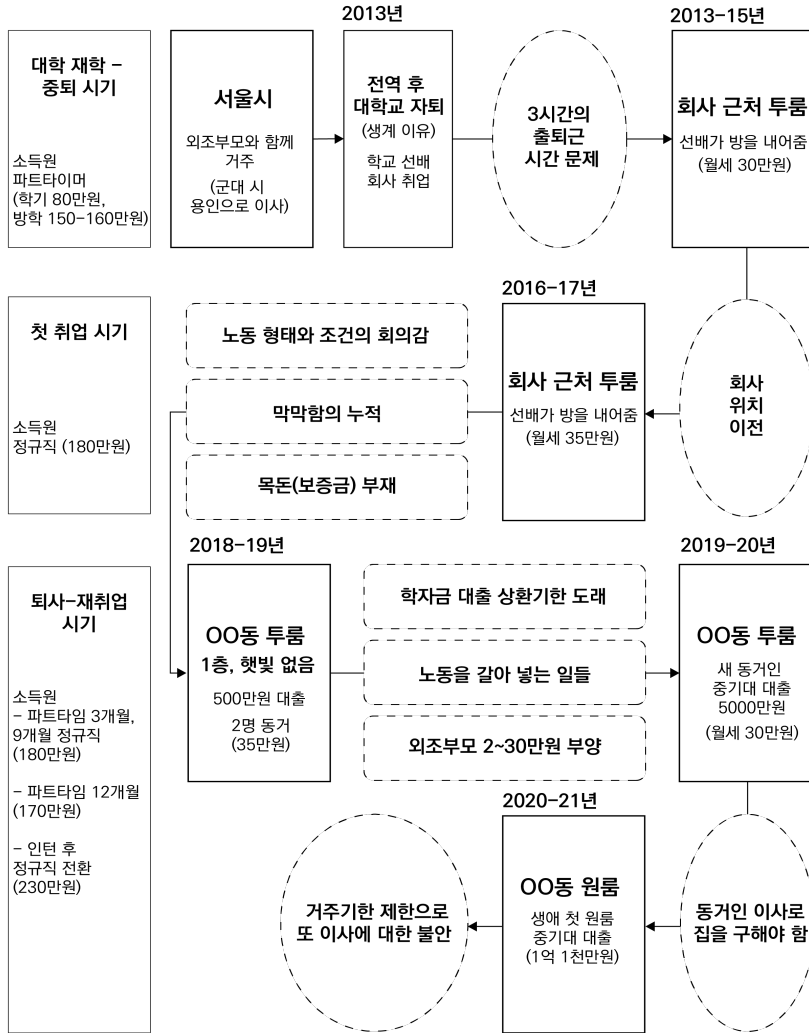 대학 재학 –
중퇴 시기
소득원
파트타이머
(학기 80만원,
방학 150-160만원)
서울시
외조부모와 함께
거주
(군대 시
용인으로 이사)
2013년
전역 후
대학교 자퇴
(생계 이유)
학교 선배
회사 취업
3시간의
출퇴근
시간 문제
2013-15년
회사 근처 투룸
선배가 방을 내어줌
(월세 30만원)
첫 취업 시기
소득원
정규직 (180만원)
노동 형태와 조건의 회의감
막막함의 누적
목돈(보증금) 부재
2016-17년
회사 근처 투룸
선배가 방을 내어줌
(월세 35만원)
회사
위치
이전
퇴사-재취업
시기
소득원
– 파트타임 3개월,
9개월 정규직
(180만원)
– 파트타임 12개월
(170만원)
– 인턴 후
정규직 전환
(230만원)
2018-19년
OO동 투룸
1층, 햇빛 없음
500만원 대출
2명 동거
(35만원)
학자금 대출 상환기한 도래
노동을 갈아 넣는 일들
외조부모 2~30만원 부양
2019-20년
OO동 투룸
새 동거인
중기대 대출
5000만원
(월세 30만원)
거주기한 제한으로
또 이사에 대한 불안
2020-21년
OO동 원룸
생애 첫 원룸
중기대 대출
(1억 1천만원)
동거인 이사로
집을 구해야 함